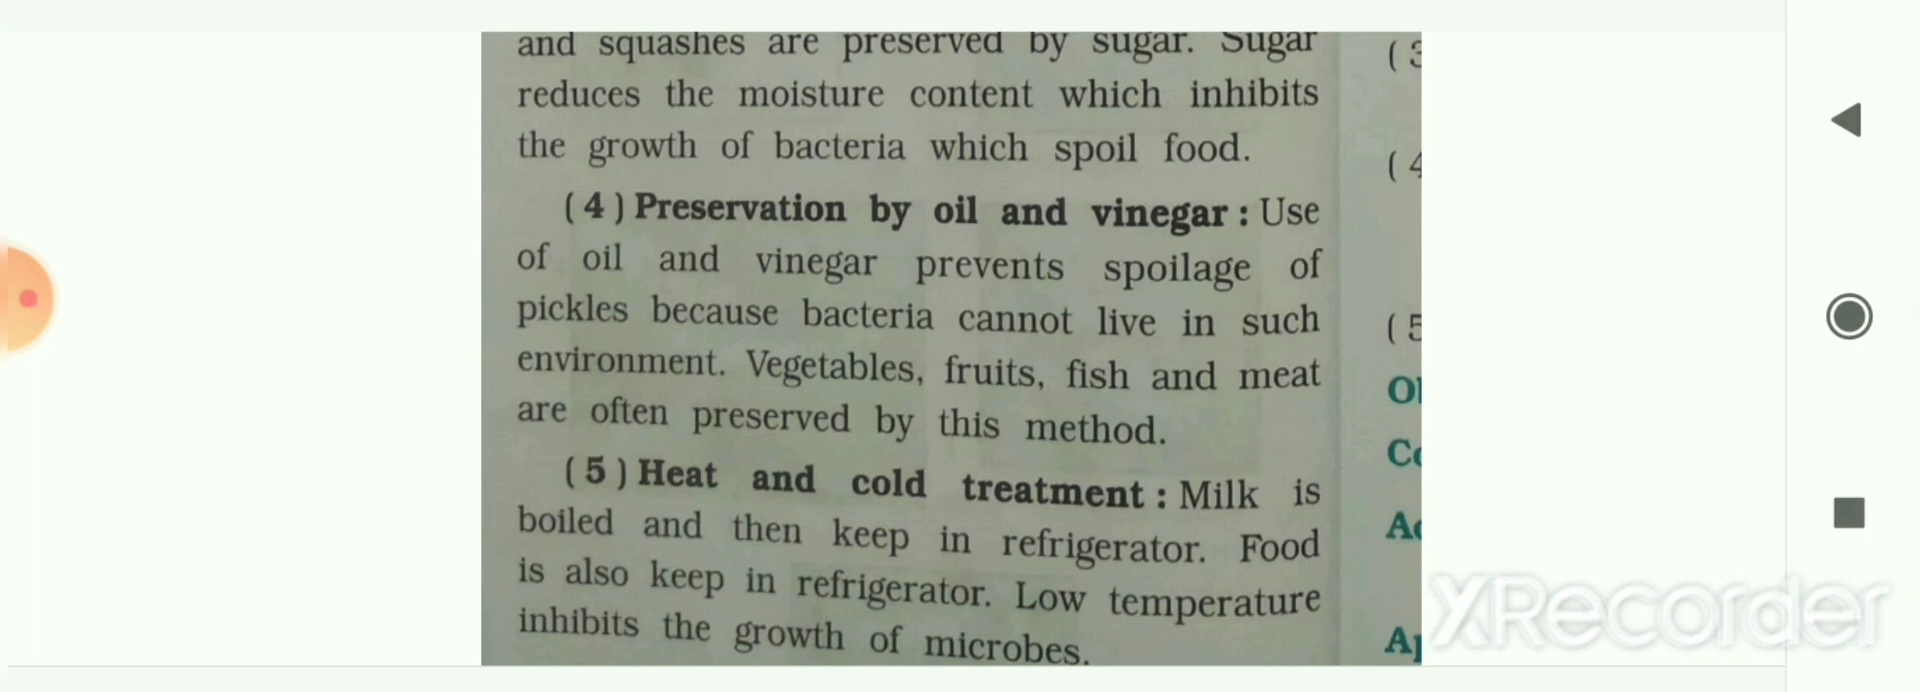 and squashes are preserved by sugar. Sugar
reduces the moisture content which inhibits
the growth of bacteria which spoil food.
(4) Preservation by oil and vinegar : Use
of oil and vinegar prevents spoilage of
pickles because bacteria cannot live in such
environment. Vegetables, fruits, fish and meat
are often preserved by this method.
(5) Heat and cold treatment : Milk is
boiled and then keep in refrigerator. Food
is also keep in refrigerator. Low temperature
inhibits the growth of microbes.
(3
(4
(5
XRecorder